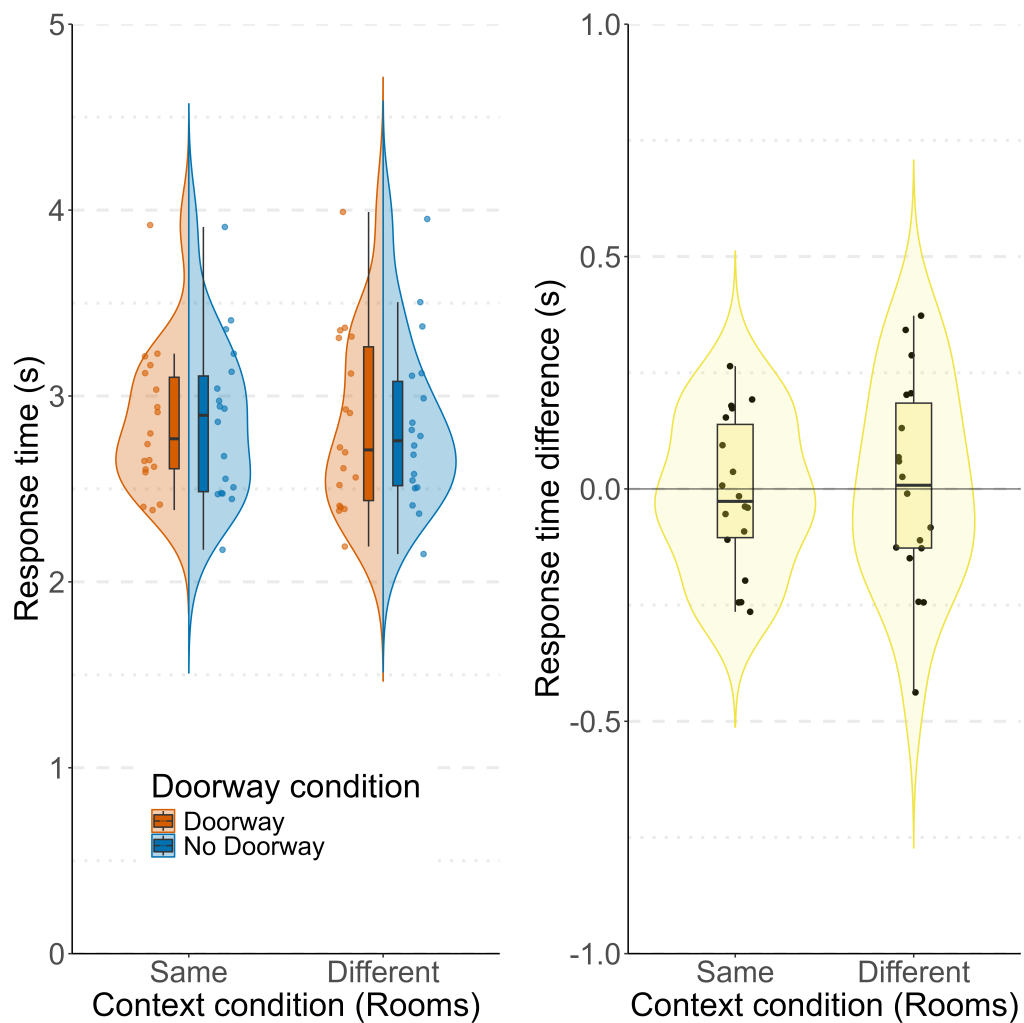 5
4
3
2
1
0
Response time (s)
Doorway condition
Doorway
No Doorway
Same
Different
Context condition (Rooms)
1.0
0.5
0.0
-0.5
-1.0
Response time difference (s)
Same
Different
Context condition (Rooms)